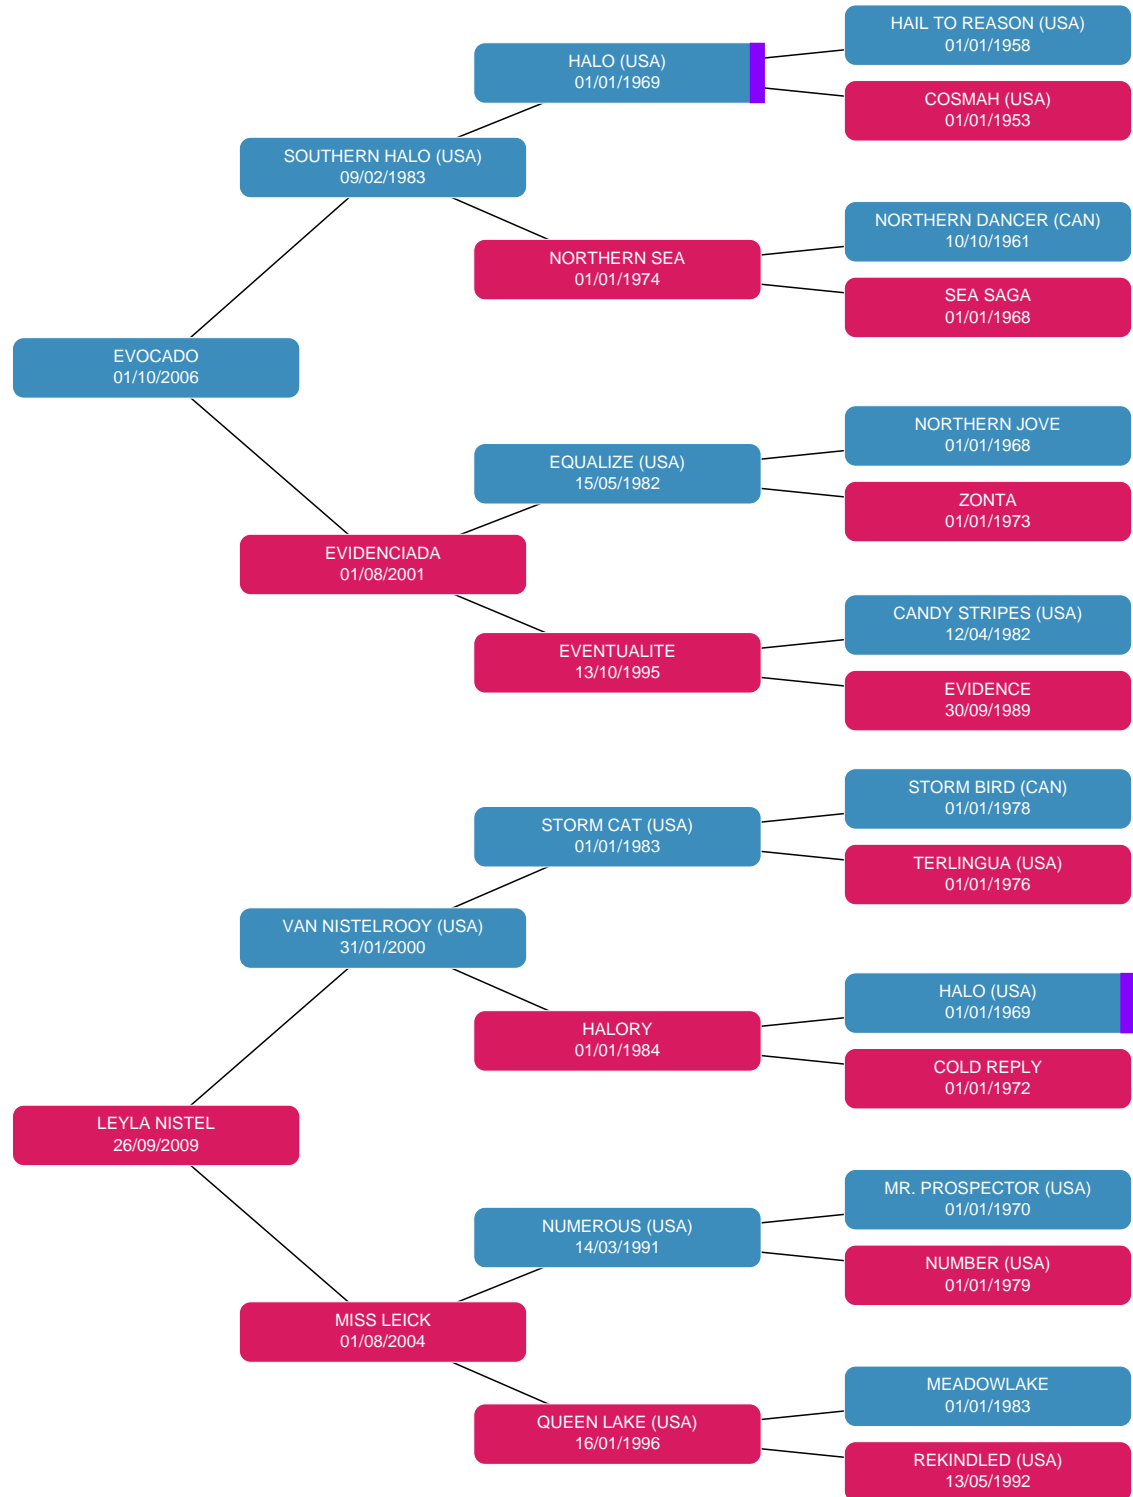 HAIL TO REASON (USA)
01/01/1958
HALO (USA)
01/01/1969
COSMAH (USA)
01/01/1953
SOUTHERN HALO (USA)
09/02/1983
NORTHERN DANCER (CAN)
10/10/1961
NORTHERN SEA
01/01/1974
SEA SAGA
01/01/1968
EVOCADO
01/10/2006
NORTHERN JOVE
01/01/1968
EQUALIZE (USA)
15/05/1982
ZONTA
01/01/1973
EVIDENCIADA
01/08/2001
CANDY STRIPES (USA)
12/04/1982
EVENTUALITE
13/10/1995
EVIDENCE
30/09/1989
STORM BIRD (CAN)
01/01/1978
STORM CAT (USA)
01/01/1983
TERLINGUA (USA)
01/01/1976
VAN NISTELROOY (USA)
31/01/2000
HALO (USA)
01/01/1969
HALORY
01/01/1984
COLD REPLY
01/01/1972
LEYLA NISTEL
26/09/2009
MR. PROSPECTOR (USA)
01/01/1970
NUMEROUS (USA)
14/03/1991
NUMBER (USA)
01/01/1979
MISS LEICK
01/08/2004
MEADOWLAKE
01/01/1983
QUEEN LAKE (USA)
16/01/1996
REKINDLED (USA)
13/05/1992